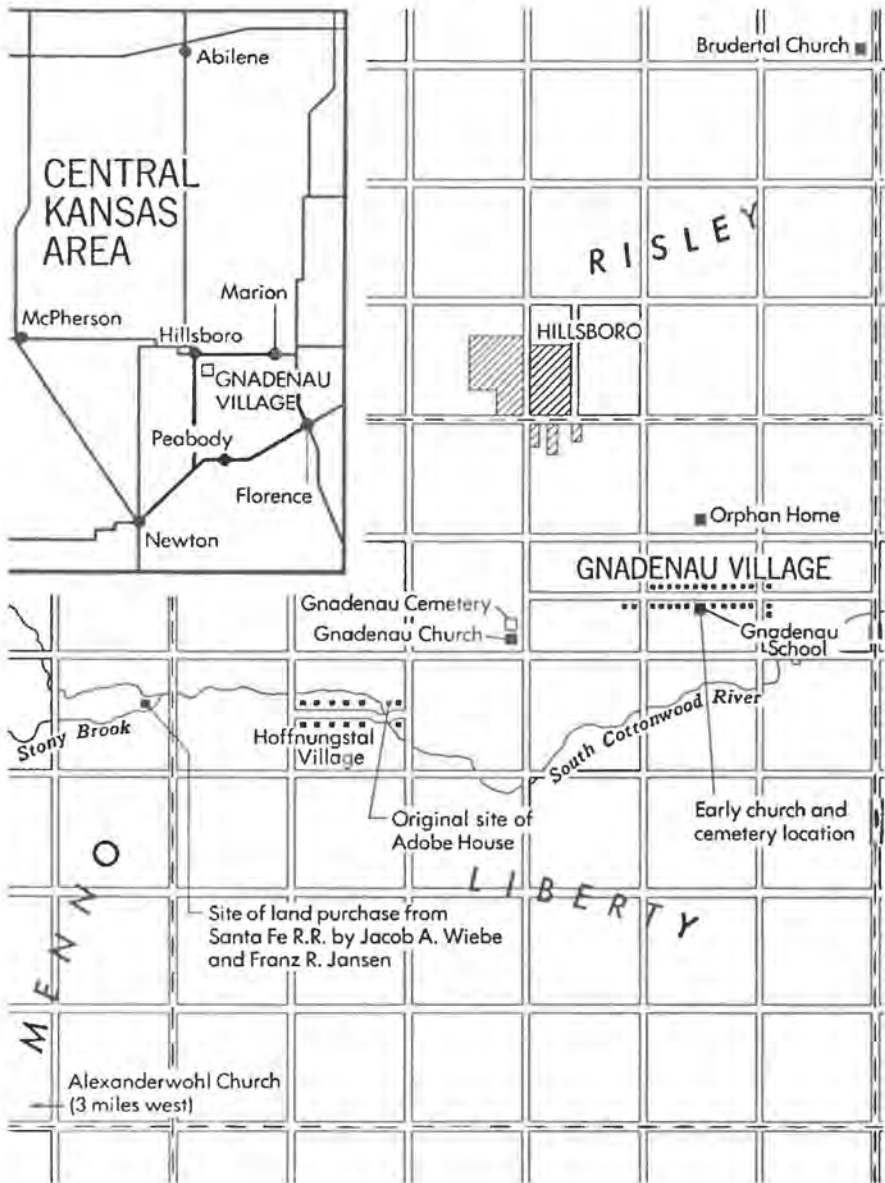 Abilene
CENTRAL
KANSAS
AREA
Marion
McPherson
Hillsboro
GNADENAU
VILLAGE
Peabody
Florence
Newton
Brudertal Church
RISLEY
HILLSBORO
Orphan Home
GNADENAU VILLAGE
Gnadenau Cemetery
Gnadenau Church
Gnadenau
School
Stony Brook
Hoffnungstal
Village
South Cottonwood River
Original site of
Adobe House
Early church and
cemetery location
MENNO
LIBERTY
Site of land purchase from
Santa Fe R.R. by Jacob A. Wiebe
and Franz R. Jansen
Alexanderwohl Church
(3 miles west)